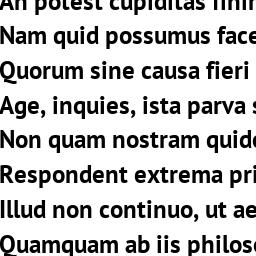 An potest cupiditas finir
Nam quid possumus face
Quorum sine causa fieri
Age, inquies, ista parva s
Non quam nostram quide
Respondent extrema pri
Illud non continuo, ut ae
Quamquam ab iis philoso